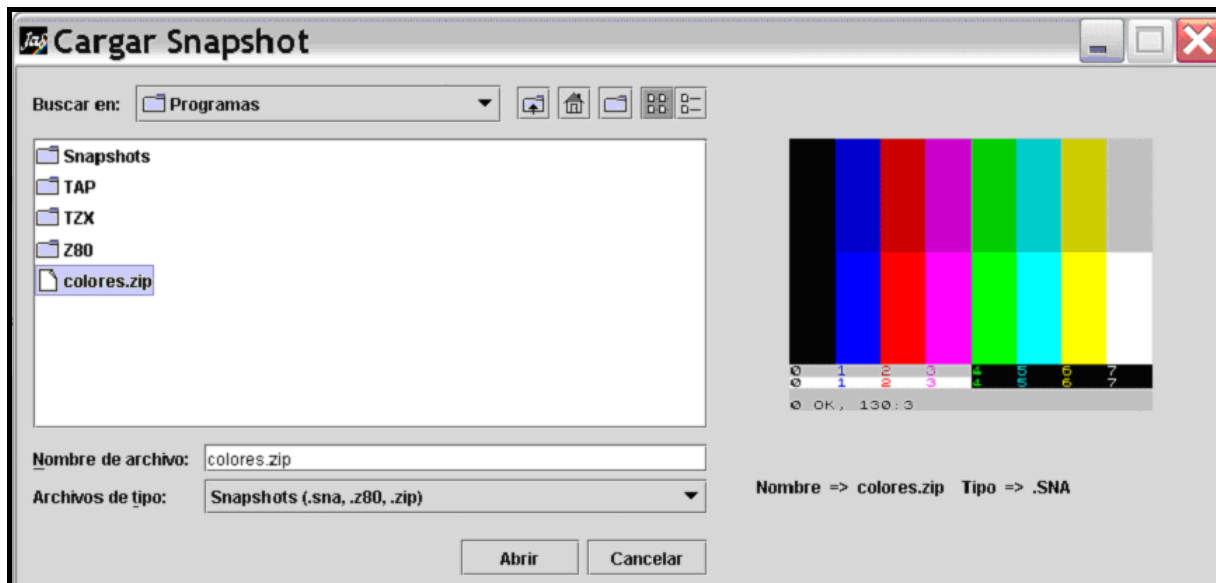 Jas Cargar Snapshot
Buscar en: Programas
Snapshots
TAP
TZX
Z80
colores.zip
Nombre de archivo: colores.zip
Archivos de tipo: Snapshots (.sna, .z80, .zip)
Abrir Cancelar
0 1 2 3 4 5 6 7
0 1 2 3 4 5 6 7
0 OK, 130:3
Nombre => colores.zip Tipo => .SNA